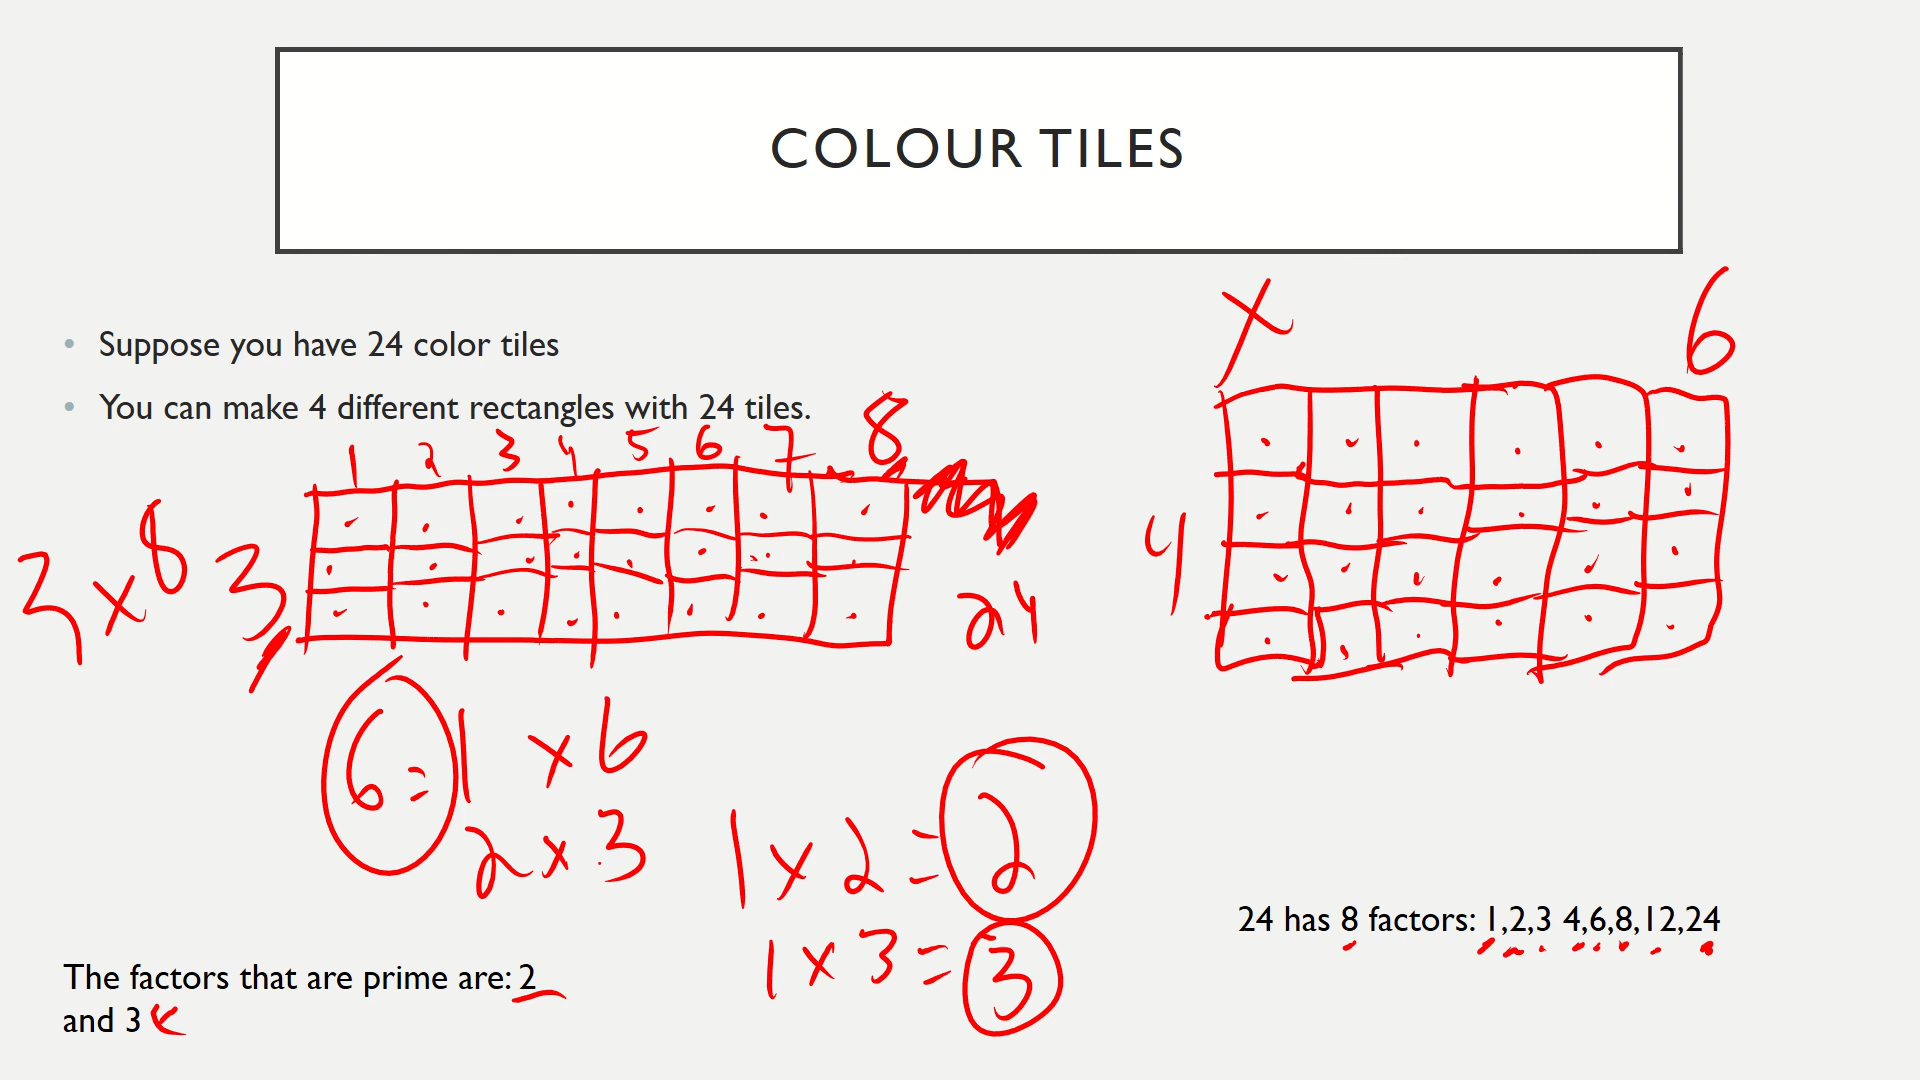 COLOUR TILES
• Suppose you have 24 color tiles
• You can make 4 different rectangles with 24 tiles.
1 2 3 4 5 6 7 8
3 x 8
3
24
x 6
4
6 = 1 x 6
2 x 3
1 x 2 = 2
1 x 3 = 3
24 has 8 factors: 1,2,3 4,6,8,12,24
The factors that are prime are: 2
and 3